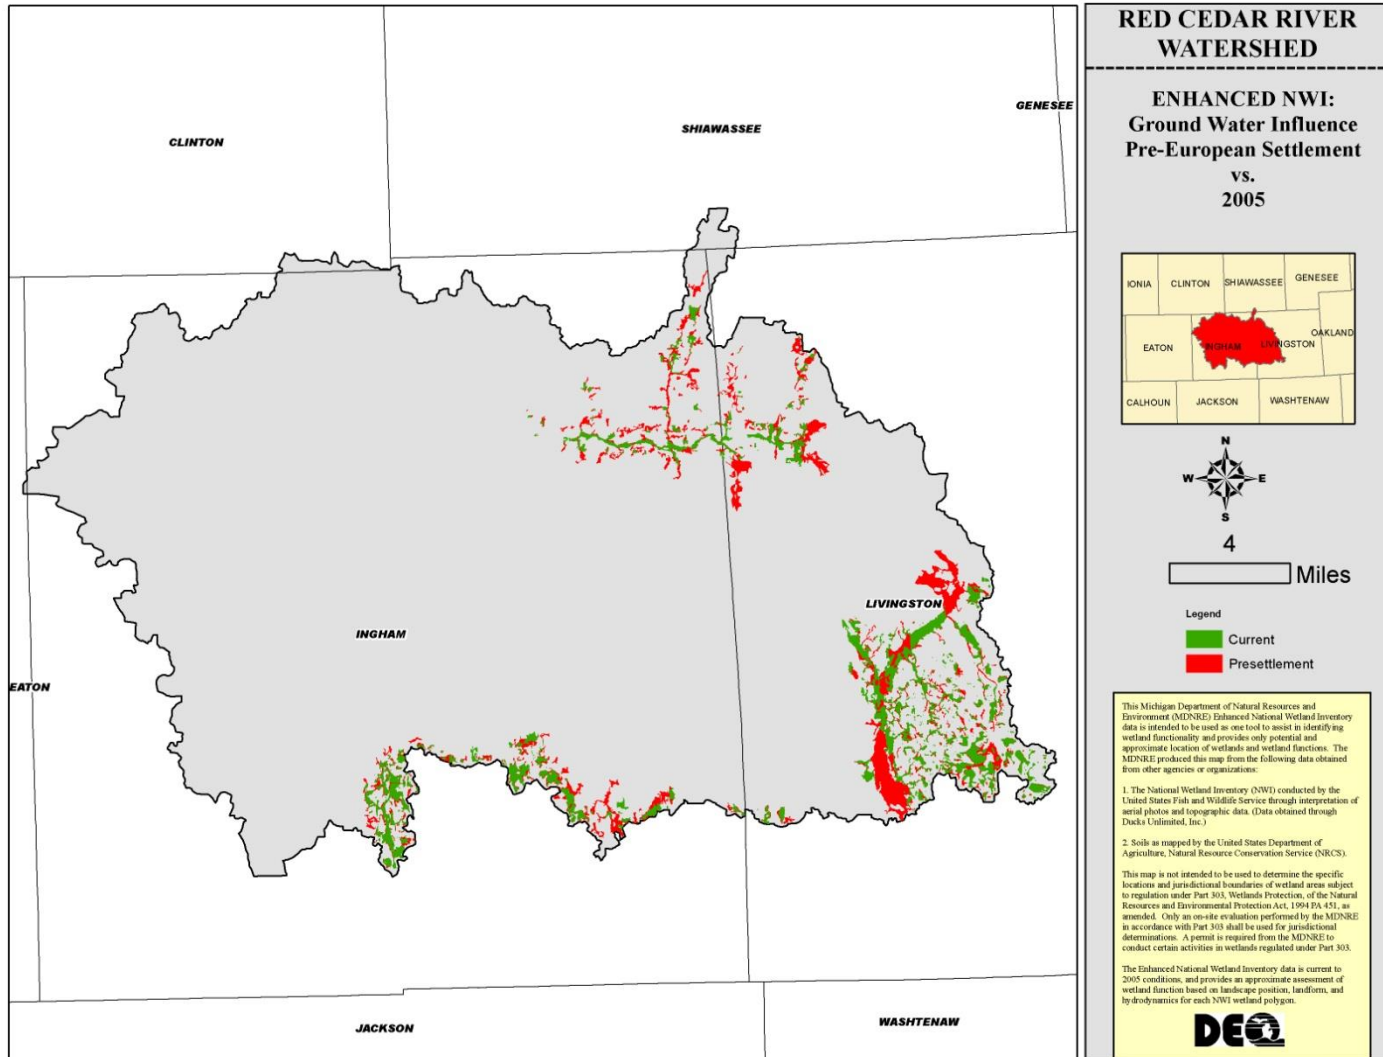 RED CEDAR RIVER
WATERSHED
ENHANCED NWI:
Ground Water Influence
Pre-European Settlement
vs.
2005
CLINTON
SHIAWASSEE
GENESEE
INGHAM
LIVINGSTON
EATON
JACKSON
WASHTENAW
IONIA
CLINTON
SHIAWASSEE
GENESEE
EATON
INGHAM
LIVINGSTON
OAKLAND
CALHOUN
JACKSON
WASHTENAW
N
W
E
S
4
Miles
Legend
Current
Presettlement
This Michigan Department of Natural Resources and
Environment (MDNRE) Enhanced National Wetland Inventory
data is intended to be used as one tool to assist in identifying
wetland functionality and provides only potential and
approximate location of wetlands and wetland functions. The
MDNRE produced this map from the following data obtained
from other agencies or organizations:
1. The National Wetland Inventory (NWI) conducted by the
United States Fish and Wildlife Service through interpretation of
aerial photos and topographic data. (Data obtained through
Ducks Unlimited, Inc.)
2. Soils as mapped by the United States Department of
Agriculture, Natural Resource Conservation Service (NRCS).
This map is not intended to be used to determine the specific
locations and jurisdictional boundaries of wetland areas subject
to regulation under Part 303, Wetlands Protection, of the Natural
Resources and Environmental Protection Act, 1994 PA 451, as
amended. Only an on-site evaluation performed by the MDNRE
in accordance with Part 303 shall be used for jurisdictional
determinations. A permit is required from the MDNRE to
conduct certain activities in wetlands regulated under Part 303.
The Enhanced National Wetland Inventory data is current to
2005 conditions, and provides an approximate assessment of
wetland function based on landscape position, landform, and
hydrodynamics for each NWI wetland polygon.
DEQ